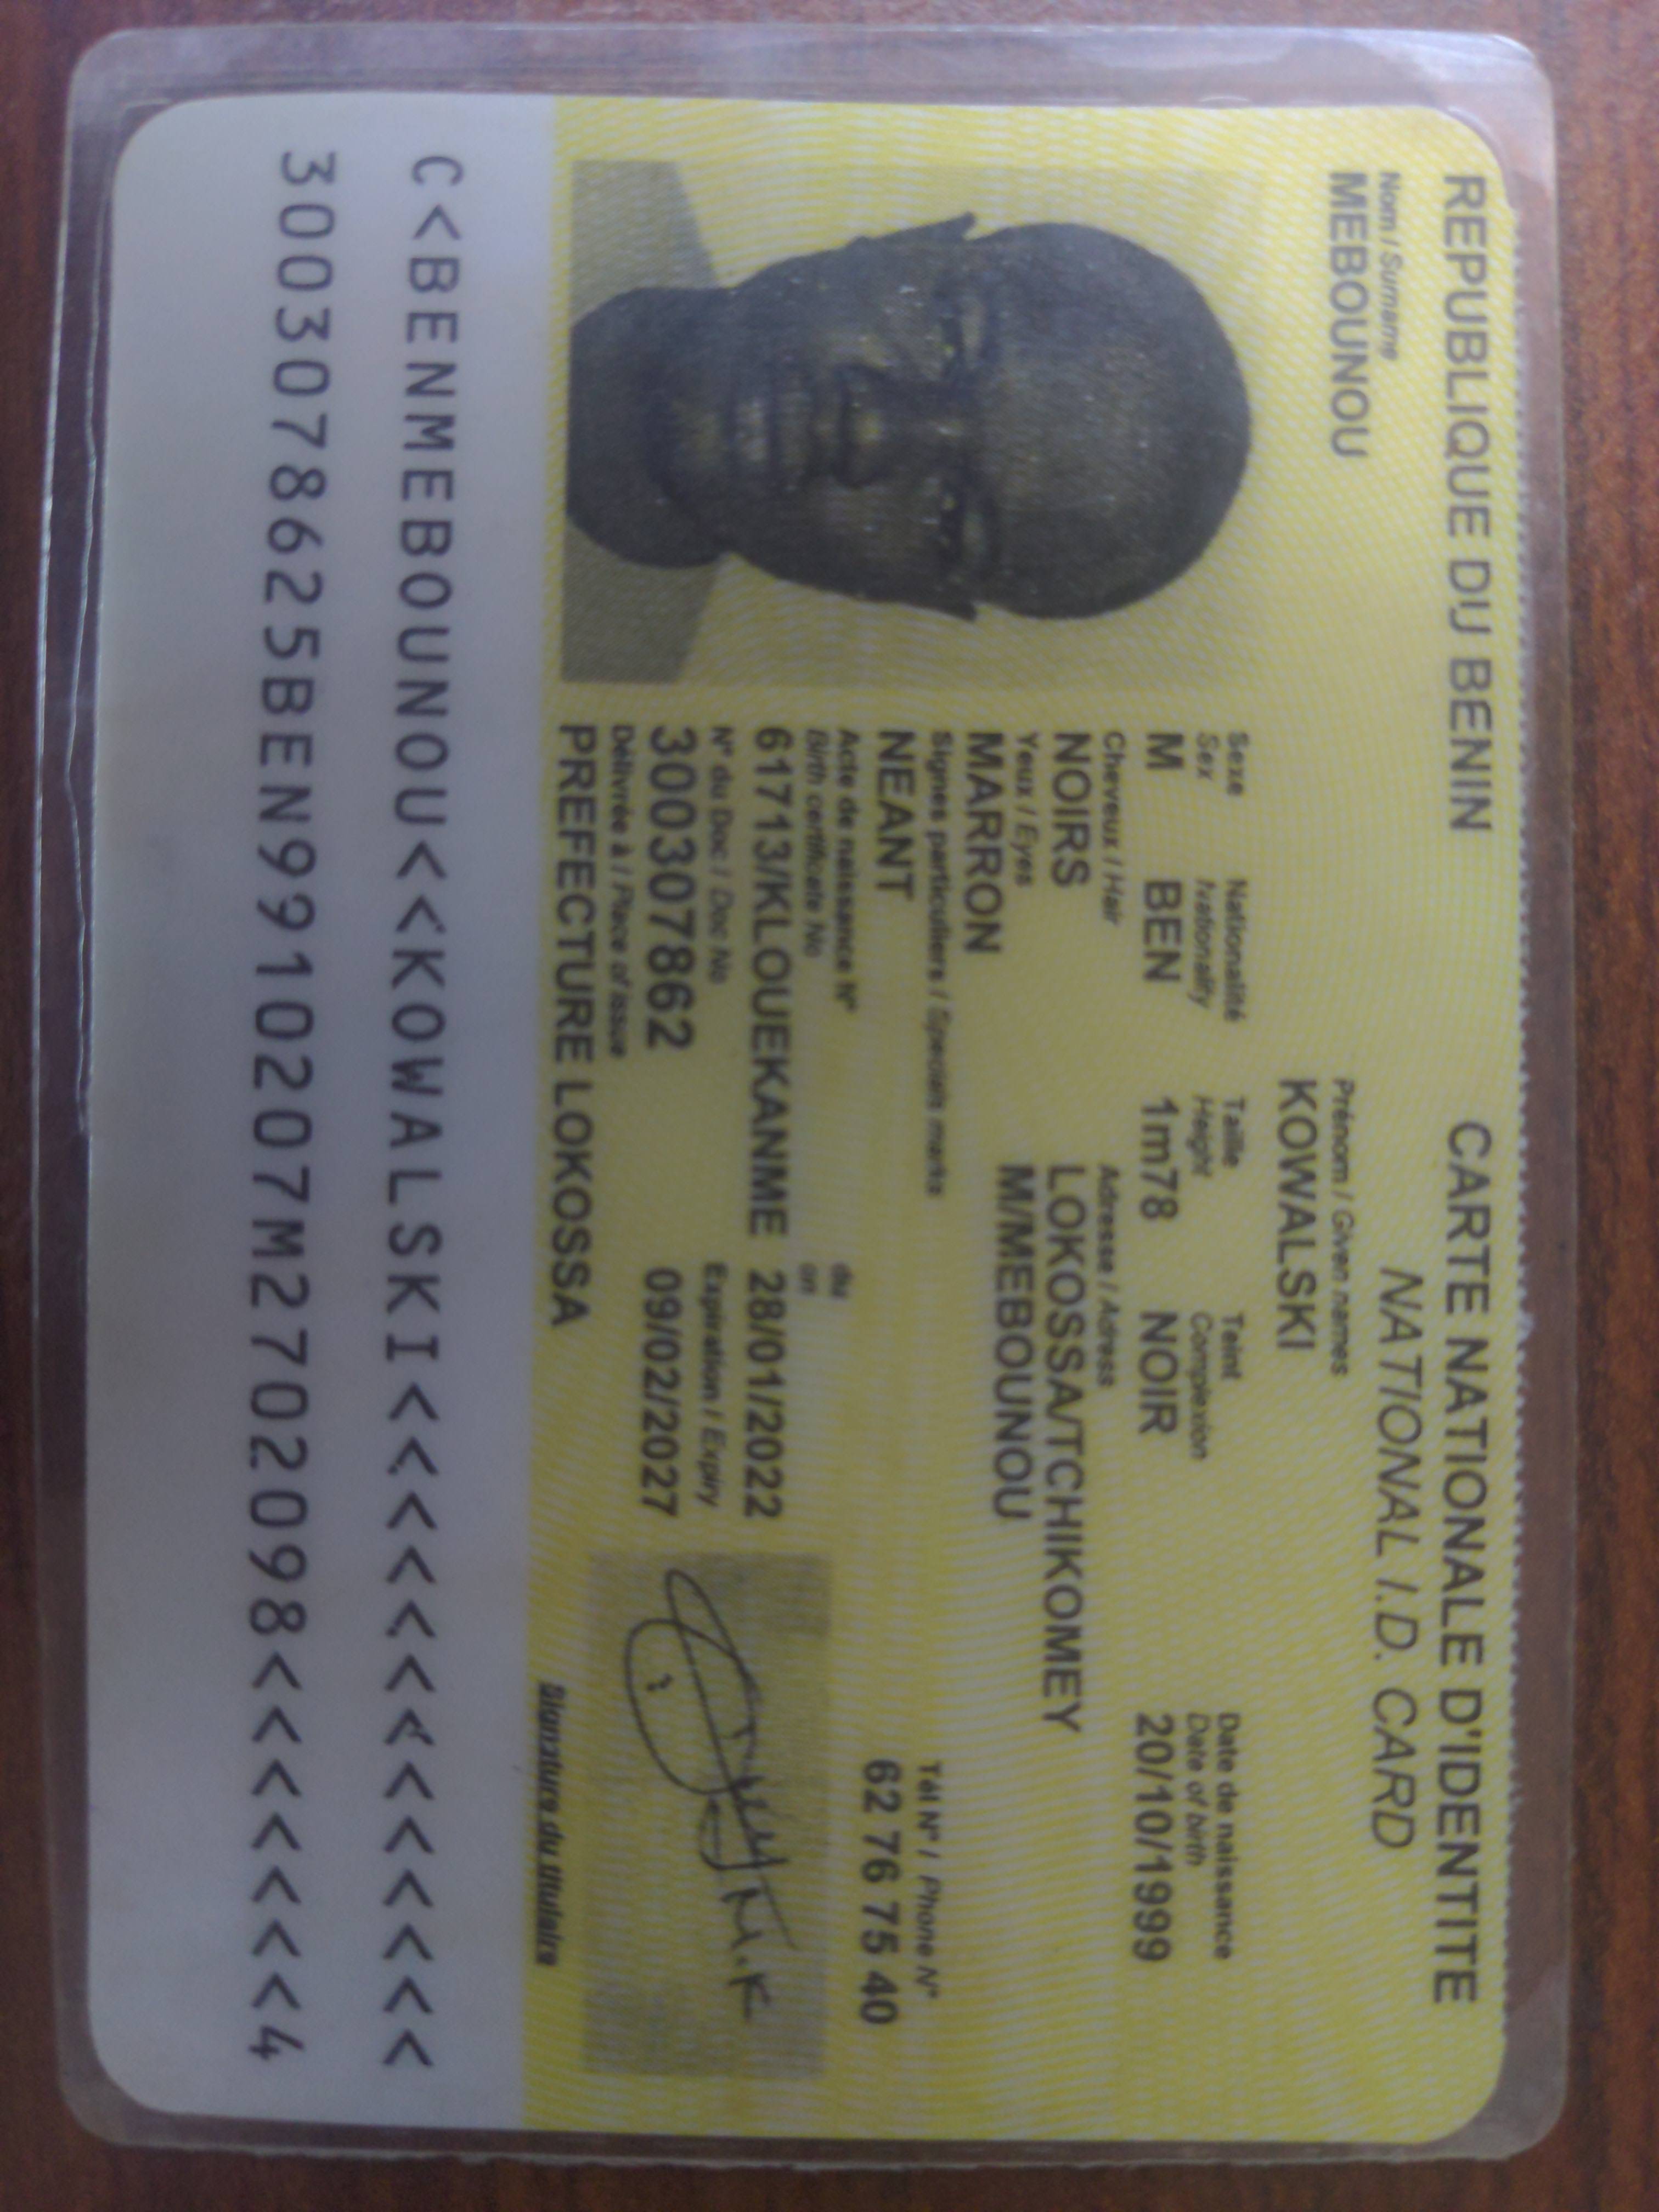 REPUBLIQUE DU BENIN
CARTE NATIONALE D'IDENTITE
NATIONAL I.D. CARD
Nom / Surname
MEBOUNOU
Prénom / Given names
KOWALSKI
Sexe Nationalité Taille Teint Date de naissance
Sex Nationality Height Complexion Date of birth
M BEN 1m78 NOIR 20/10/1999
Cheveux / Hair Adresse / Adress
NOIRS LOKOSSA/TCHIKOMEY
Yeux / Eyes M/MEBOUNOU
MARRON
Signes particuliers / Specials marks Tél N° / Phone N°
NEANT 62 76 75 40
Acte de naissance N° du
Birth certificate No on
61713/KLOUEKANME 28/01/2022
N° du Doc / Doc No Expiration / Expiry
300307862 09/02/2027
Délivrée à / Place of issue
PREFECTURE LOKOSSA
Signature du titulaire
C<BENMEBOUNOU<<KOWALSKI<<<<<<<<<<<<<
3003078625BEN9910207M2702098<<<<<<<4